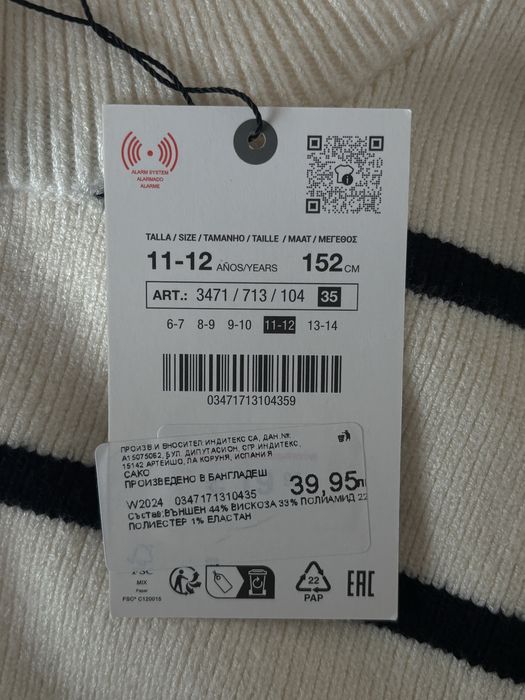 ALARM SYSTEM
ALARMADO
ALARME
TALLA / SIZE / TAMANHO / TAILLE / MAAT / ΜΕΓΕΘΟΣ
11-12 AÑOS/YEARS 152 CM
ART.: 3471 / 713 / 104 35
6-7 8-9 9-10 11-12 13-14
03471713104359
ПРОИЗВ.И ВНОСИТЕЛ ИНДИТЕКС СА, ДАН.№:
А15075062, БУЛ. ДИПУТАСИОН, СГР.ИНДИТЕКС,
15142 АРТЕЙШО, ЛА КОРУНЯ, ИСПАНИЯ
САКО
ПРОИЗВЕДЕНО В БАНГЛАДЕШ
39,95
W2024 0347171310435
Състав:ВЪНШЕН 44% ВИСКОЗА 33% ПОЛИАМИД 22
ПОЛИЕСТЕР 1% ЕЛАСТАН
FSC
MIX
Paper
FSC® C120015
22
PAP
EAC